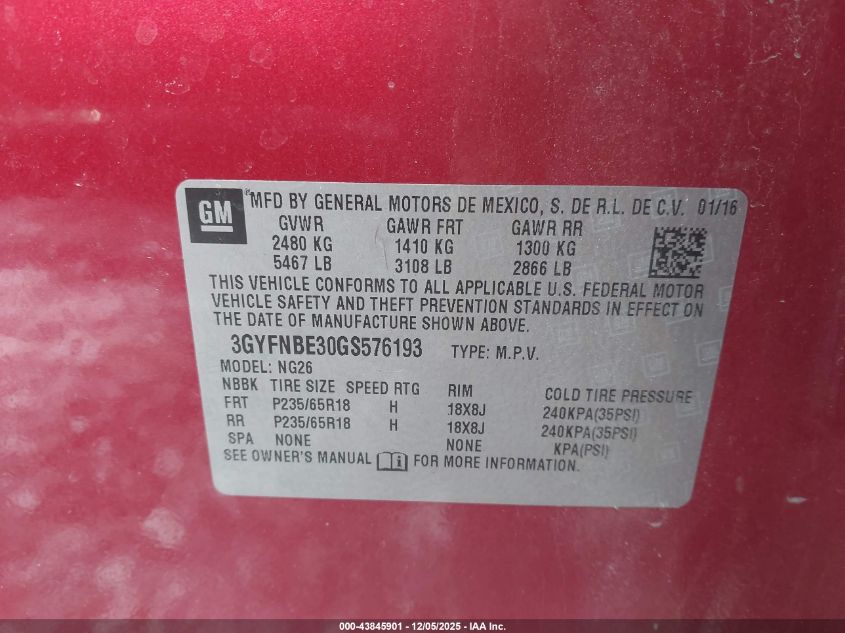 GM
MFD BY GENERAL MOTORS DE MEXICO, S. DE R.L. DE C.V. 01/16
GVWR GAWR FRT GAWR RR
2480 KG 1410 KG 1300 KG
5467 LB 3108 LB 2866 LB
THIS VEHICLE CONFORMS TO ALL APPLICABLE U.S. FEDERAL MOTOR
VEHICLE SAFETY AND THEFT PREVENTION STANDARDS IN EFFECT ON
THE DATE OF MANUFACTURE SHOWN ABOVE.
3GYFNBE30GS576193 TYPE: M.P.V.
MODEL: NG26
NBBK TIRE SIZE SPEED RTG RIM COLD TIRE PRESSURE
FRT P235/65R18 H 18X8J 240KPA(35PSI)
RR P235/65R18 H 18X8J 240KPA(35PSI)
SPA NONE NONE KPA(PSI)
SEE OWNER'S MANUAL FOR MORE INFORMATION.
000-43845901 - 12/05/2025 - IAA Inc.